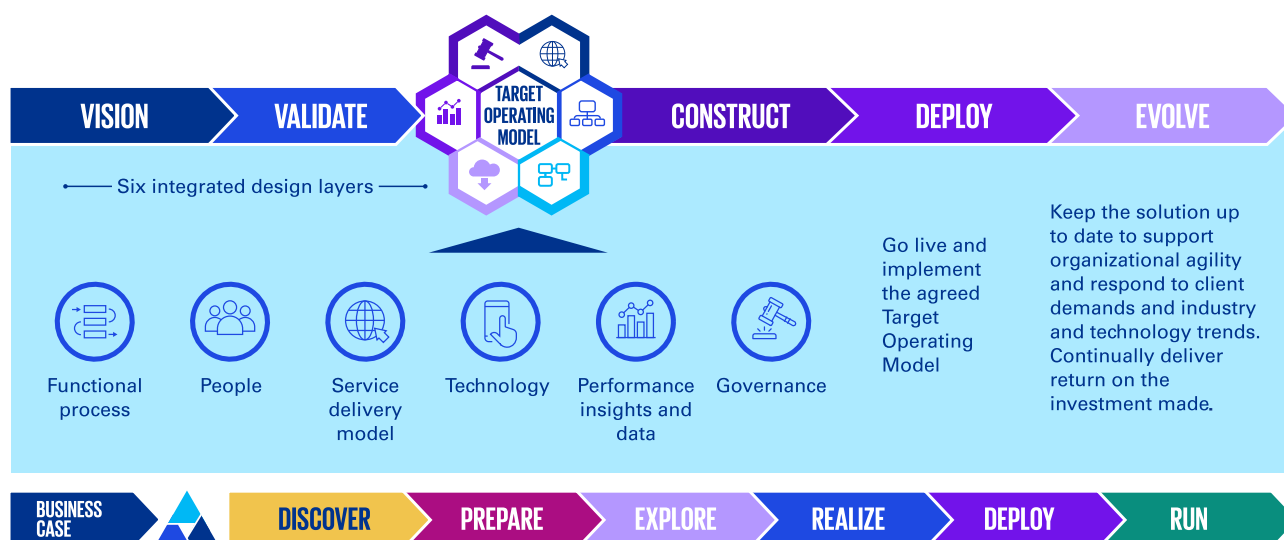 VISION
VALIDATE
TARGET
OPERATING
MODEL
CONSTRUCT
DEPLOY
EVOLVE
Six integrated design layers
Functional
process
People
Service
delivery
model
Technology
Performance
insights and
data
Governance
Go live and
implement
the agreed
Target
Operating
Model
Keep the solution up
to date to support
organizational agility
and respond to client
demands and industry
and technology trends.
Continually deliver
return on the
investment made.
BUSINESS
CASE
DISCOVER
PREPARE
EXPLORE
REALIZE
DEPLOY
RUN